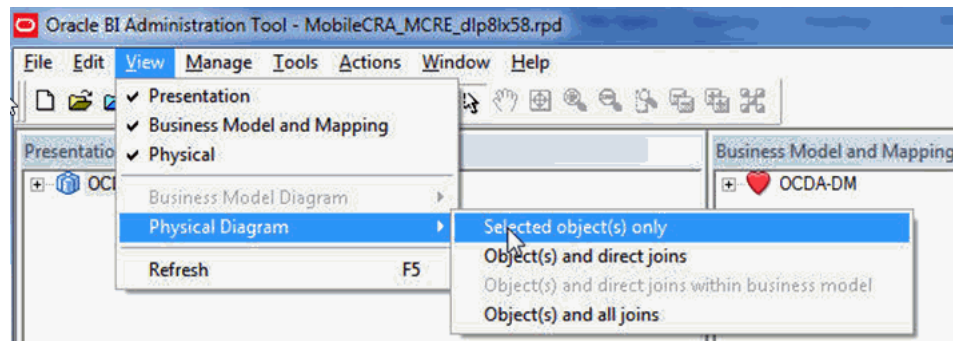 Oracle BI Administration Tool - MobileCRA_MCRE_dlp8lx58.rpd
File Edit View Manage Tools Actions Window Help
Presentation
Business Model and Mapping
Physical
Business Model Diagram
Physical Diagram
Refresh F5
Presentatio
OCI
Business Model and Mapping
OCDA-DM
Selected object(s) only
Object(s) and direct joins
Object(s) and direct joins within business model
Object(s) and all joins